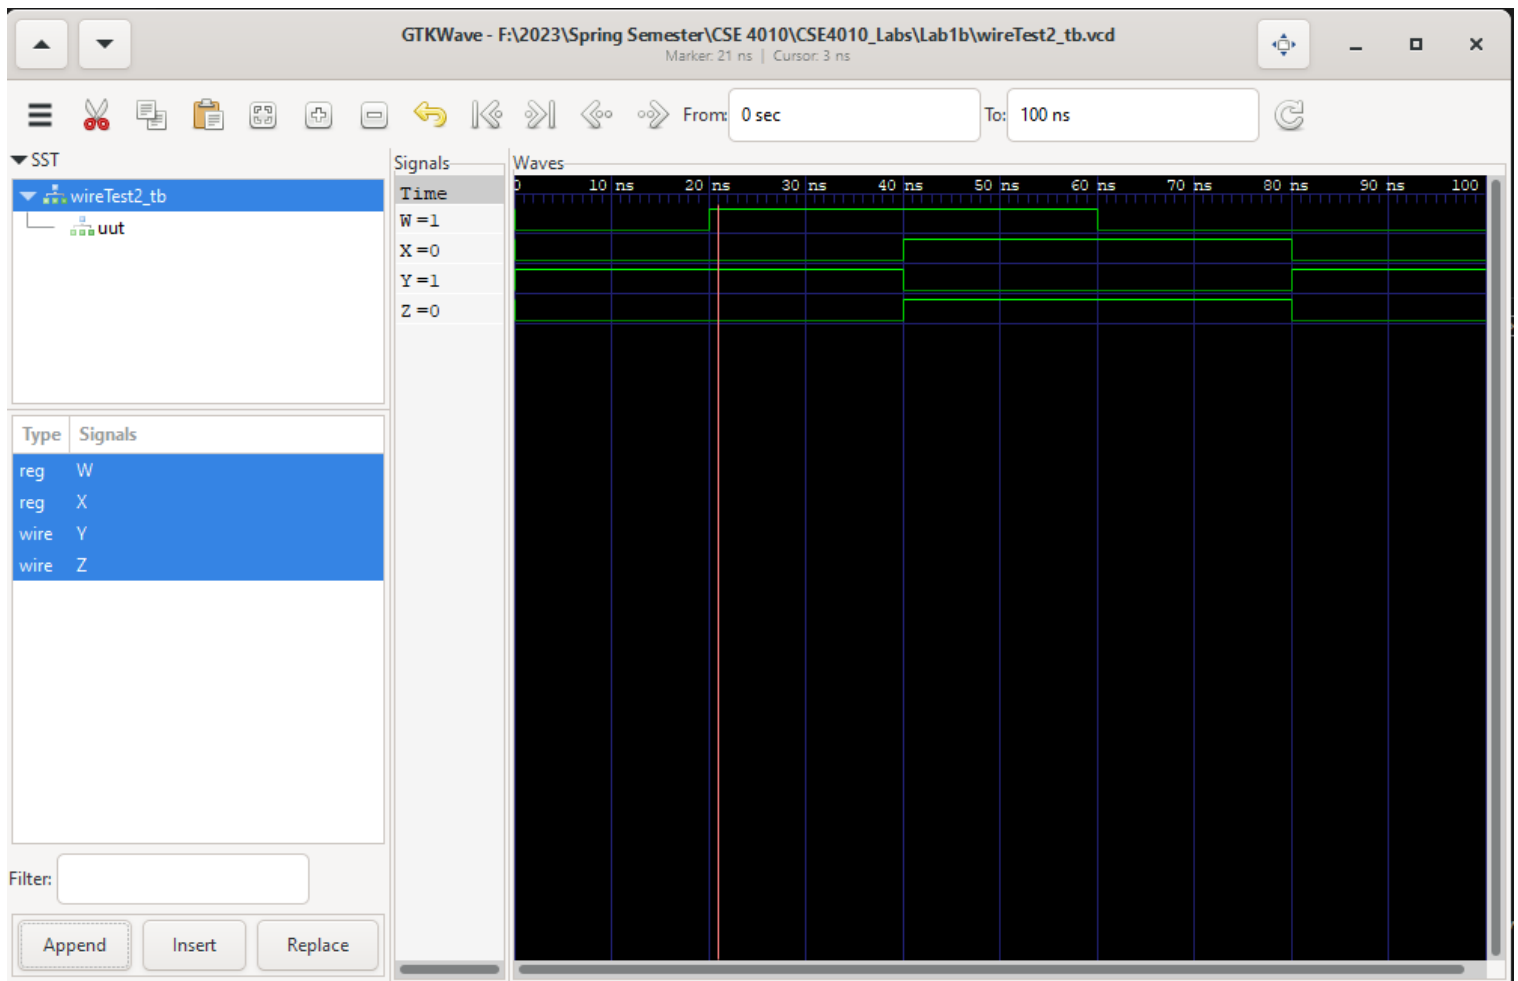 GTKWave - F:\2023\Spring Semester\CSE 4010\CSE4010_Labs\Lab1b\wireTest2_tb.vcd
Marker: 21 ns | Cursor: 3 ns
From: 0 sec To: 100 ns
SST
wireTest2_tb
uut
Type Signals
reg W
reg X
wire Y
wire Z
Filter:
Append Insert Replace
Signals
Time
W=1
X=0
Y=1
Z=0
Waves
0 10 ns 20 ns 30 ns 40 ns 50 ns 60 ns 70 ns 80 ns 90 ns 100